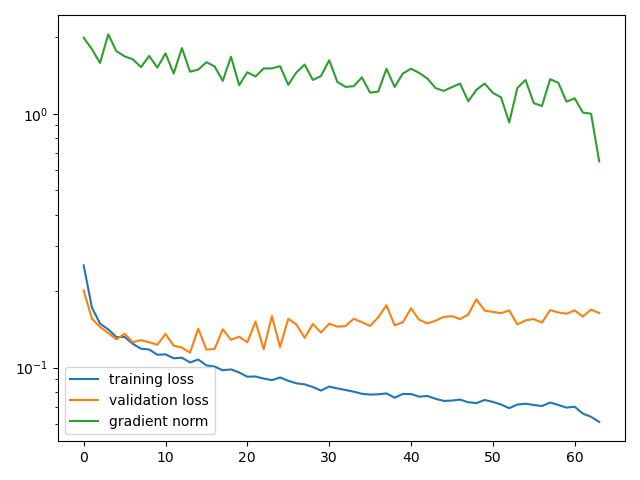 10⁰
10⁻¹
training loss
validation loss
gradient norm
0 10 20 30 40 50 60